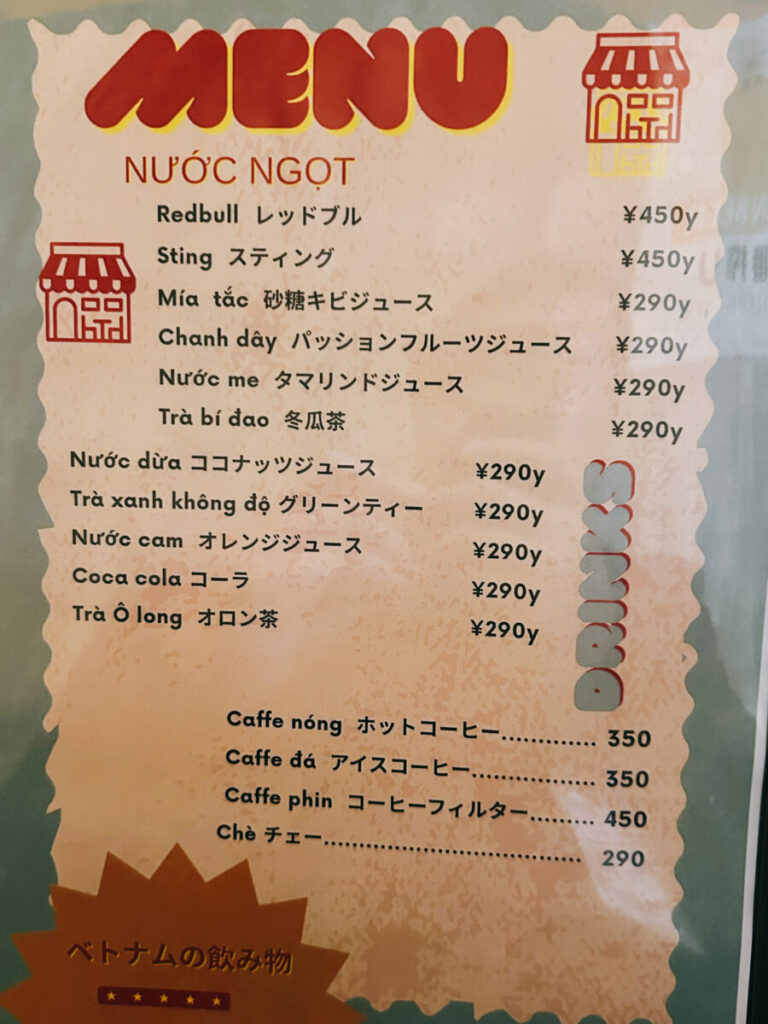 MENU
NƯỚC NGỌT
Redbull レッドブル ¥450y
Sting スティング ¥450y
Mía tắc 砂糖キビジュース ¥290y
Chanh dây パッションフルーツジュース ¥290y
Nước me タマリンドジュース ¥290y
Trà bí đao 冬瓜茶 ¥290y
Nước dừa ココナッツジュース ¥290y
Trà xanh không độ グリーンティー ¥290y
Nước cam オレンジジュース ¥290y
Coca cola コーラ ¥290y
Trà Ô long オロン茶 ¥290y
DRINKS
Caffe nóng ホットコーヒー............. 350
Caffe đá アイスコーヒー................. 350
Caffe phin コーヒーフィルター......... 450
Chè チェー.................................... 290
ベトナムの飲み物